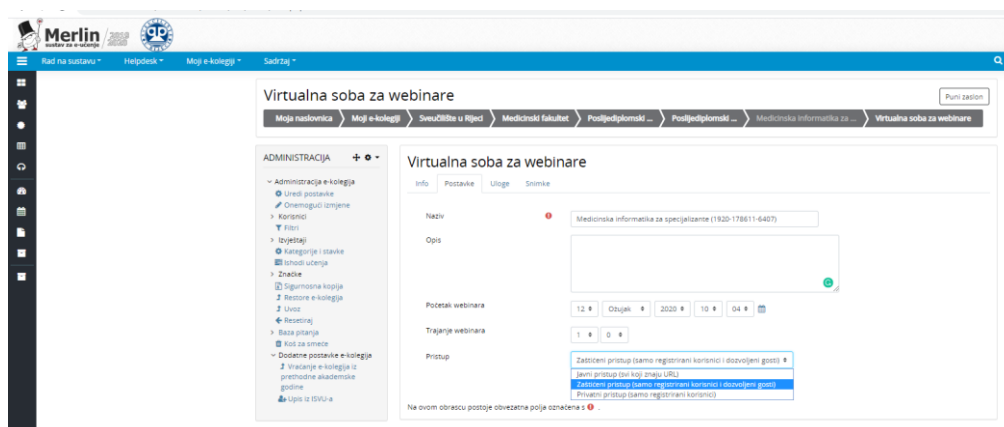 Merlin
sustav za e-učenje
2019
2020
Rad na sustavu
Helpdesk
Moji e-kolegiji
Sadržaj
Virtualna soba za webinare
Puni zaslon
Moja naslovnica
Moji e-kolegiji
Sveučilište u Rijeci
Medicinski fakultet
Poslijediplomski ...
Poslijediplomski ...
Medicinska informatika za ...
Virtualna soba za webinare
ADMINISTRACIJA
Administracija e-kolegija
Uredi postavke
Onemogući izmjene
Korisnici
Filtri
Izvještaji
Kategorije i stavke
Ishodi učenja
Značke
Sigurnosna kopija
Restore e-kolegija
Uvoz
Resetiraj
Baza pitanja
Koš za smeće
Dodatne postavke e-kolegija
Vraćanje e-kolegija iz
prethodne akademske
godine
Upis iz ISVU-a
Virtualna soba za webinare
Info Postavke Uloge Snimke
Naziv
Medicinska informatika za specijalizante (1920-178611-6407)
Opis
Početak webinara
12 Ožujak 2020 10 04
Trajanje webinara
1 0
Pristup
Zaštićeni pristup (samo registrirani korisnici i dozvoljeni gosti)
Javni pristup (svi koji znaju URL)
Zaštićeni pristup (samo registrirani korisnici i dozvoljeni gosti)
Privatni pristup (samo registrirani korisnici)
Na ovom obrascu postoje obvezatna polja označena s .